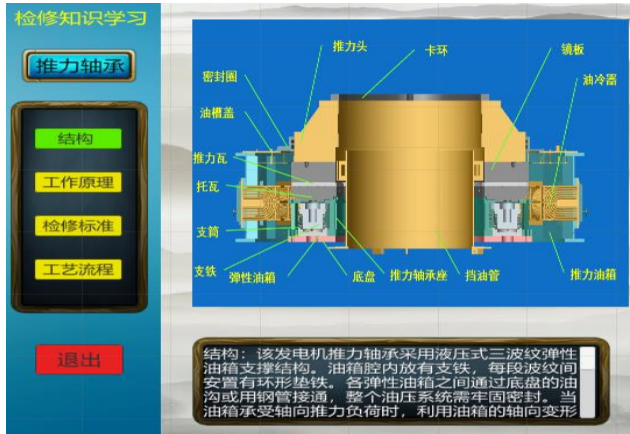 检修知识学习
推力轴承
结构
工作原理
检修标准
工艺流程
退出
推力头
卡环
镜板
密封圈
油冷器
油槽盖
推力瓦
托瓦
支筒
支铁
弹性油箱
底盘
推力轴承座
挡油管
推力油箱
结构：该发电机推力轴承采用液压式三波纹弹性
油箱支撑结构。油箱腔内放有支铁，每段波纹间
安置有环形垫铁。各弹性油箱之间通过底盘的油
沟或用钢管接通，整个油压系统需牢固密封。当
油箱承受轴向推力负荷时，利用油箱的轴向变形